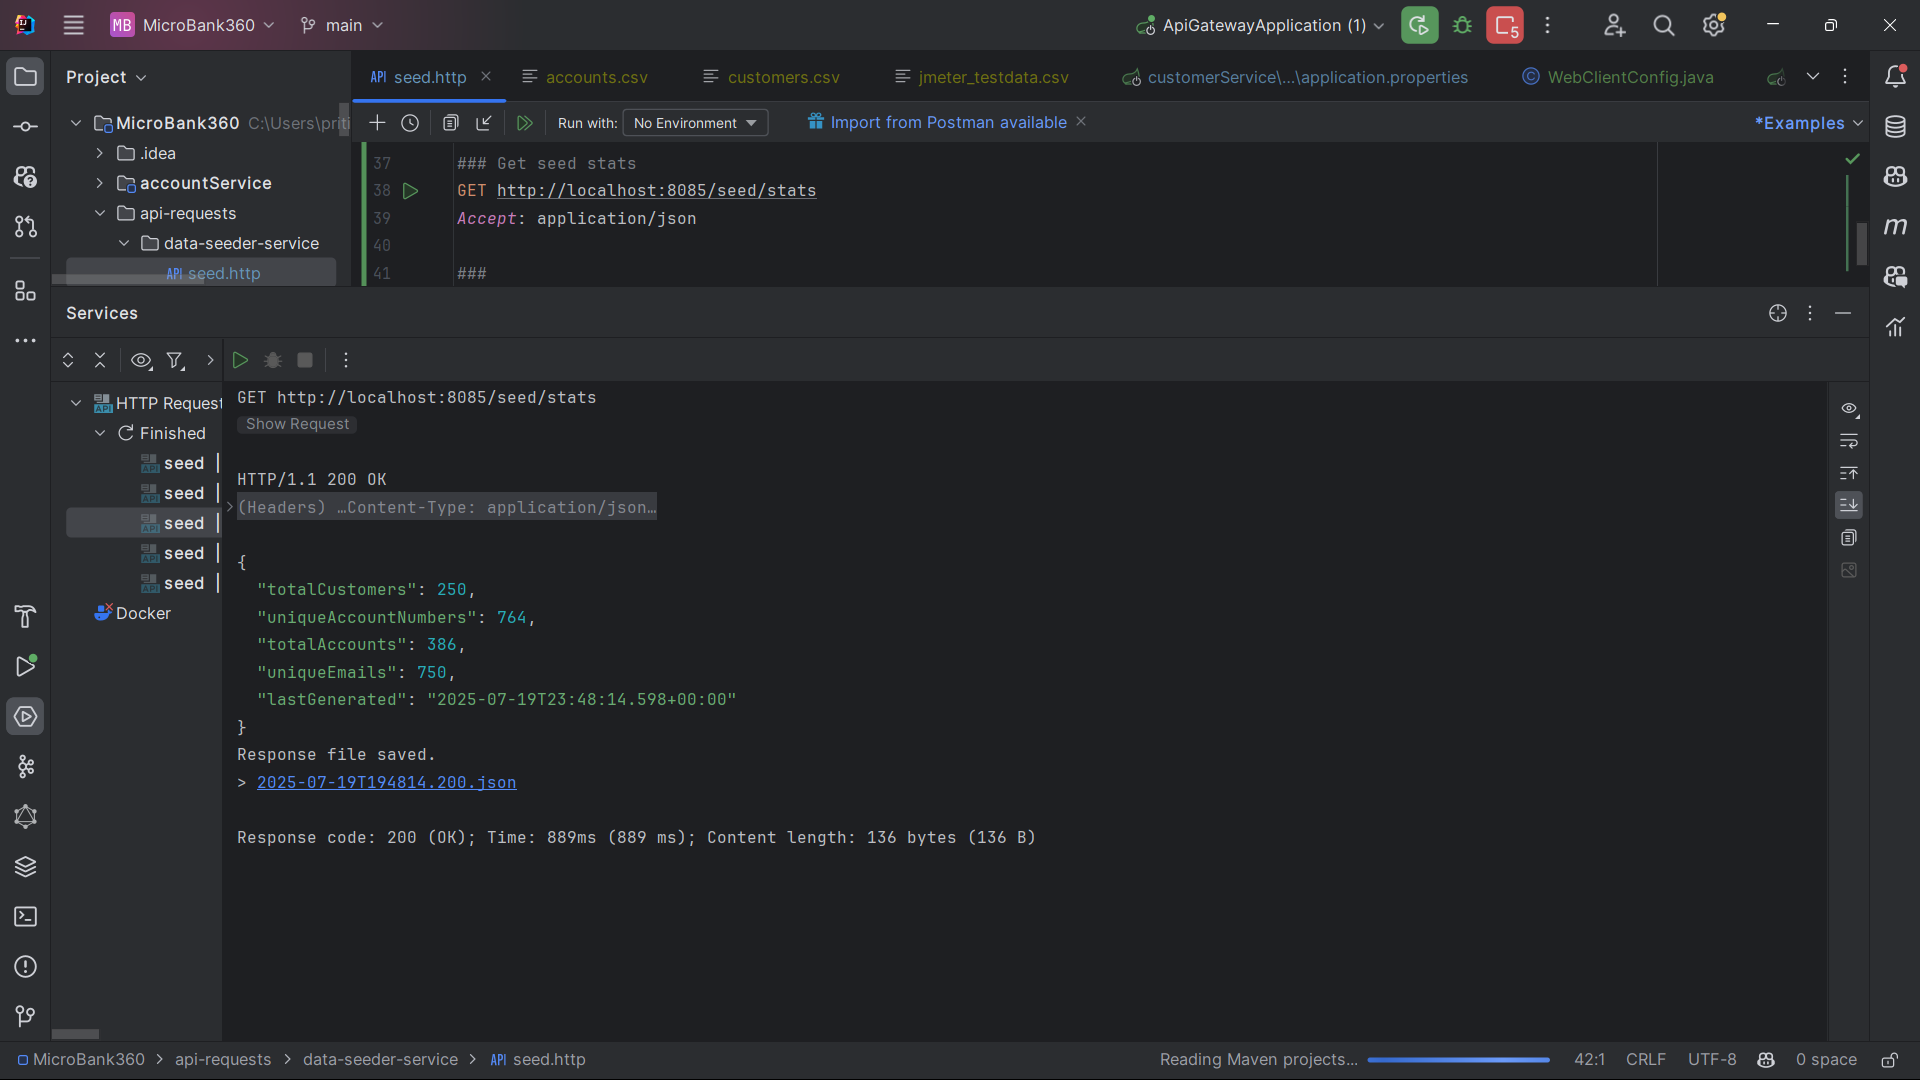 MB MicroBank360 main ApiGatewayApplication (1) 5
Project
seed.http accounts.csv customers.csv jmeter_testdata.csv customerService\...\application.properties WebClientConfig.java
Run with: No Environment Import from Postman available *Examples
MicroBank360 C:\Users\priti
.idea
accountService
api-requests
data-seeder-service
API seed.http
37 ### Get seed stats
38 GET http://localhost:8085/seed/stats
39 Accept: application/json
40
41 ###
Services
HTTP Request
Finished
seed |
seed |
seed |
seed |
seed |
Docker
GET http://localhost:8085/seed/stats
Show Request
HTTP/1.1 200 OK
(Headers) …Content-Type: application/json…
{
"totalCustomers": 250,
"uniqueAccountNumbers": 764,
"totalAccounts": 386,
"uniqueEmails": 750,
"lastGenerated": "2025-07-19T23:48:14.598+00:00"
}
Response file saved.
> 2025-07-19T194814.200.json
Response code: 200 (OK); Time: 889ms (889 ms); Content length: 136 bytes (136 B)
MicroBank360 > api-requests > data-seeder-service > API seed.http Reading Maven projects... 42:1 CRLF UTF-8 0 space